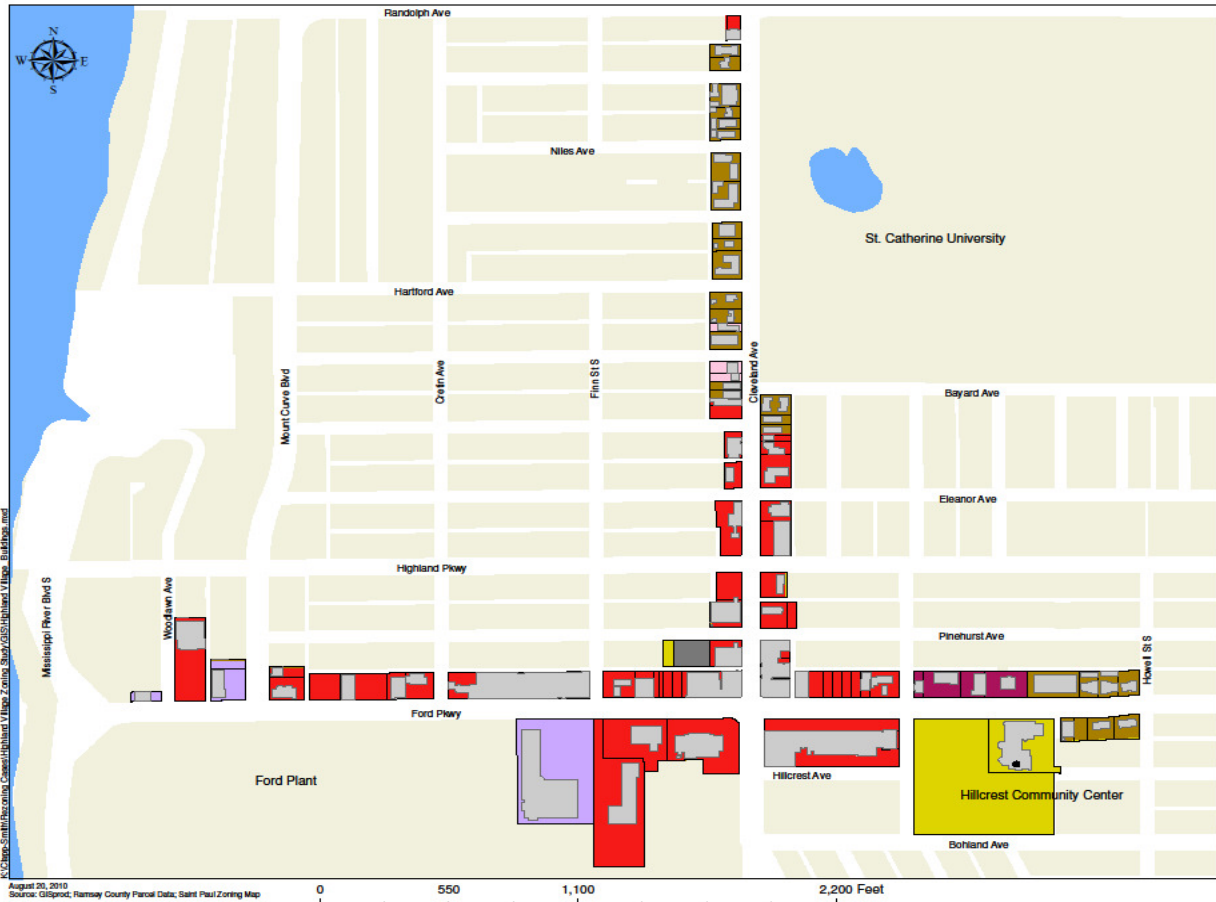 Randolph Ave
N
W E
S
Niles Ave
St. Catherine University
Hartford Ave
Mount Curve Blvd
Cretin Ave
Finn St S
Cleveland Ave
Bayard Ave
Eleanor Ave
Highland Pkwy
Mississippi River Blvd S
Woodlawn Ave
Pinehurst Ave
Howell St S
Ford Pkwy
Ford Plant
Hillcrest Ave
Hillcrest Community Center
Bohland Ave
August 20, 2010
Source: GISprod; Ramsey County Parcel Data; Saint Paul Zoning Map
0 550 1,100 2,200 Feet